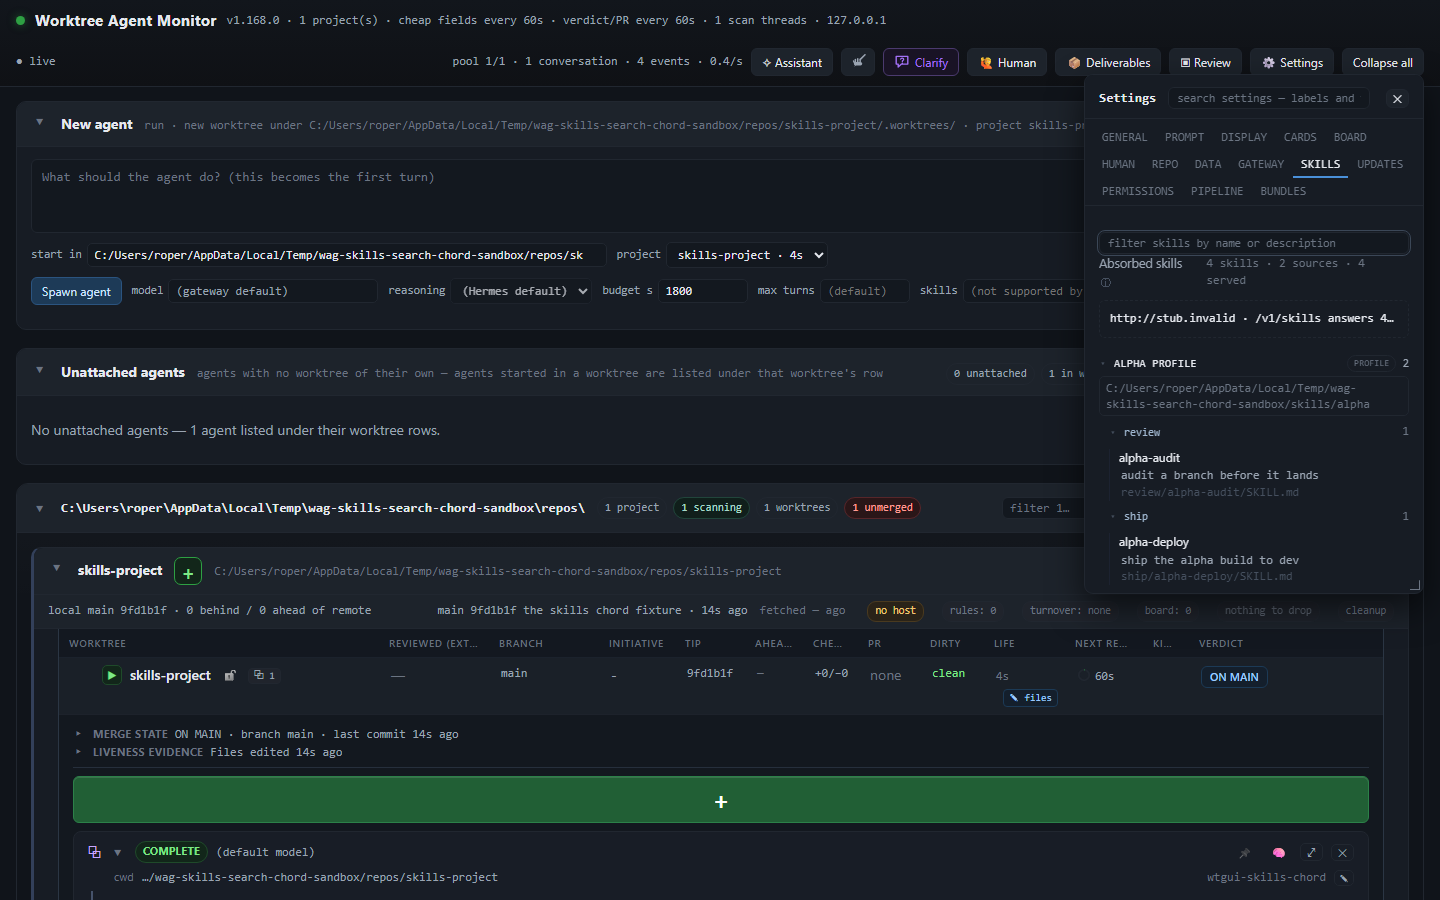 Worktree Agent Monitor v1.168.0 · 1 project(s) · cheap fields every 60s · verdict/PR every 60s · 1 scan threads · 127.0.0.1
live
pool 1/1 · 1 conversation · 4 events · 0.4/s
Assistant
Clarify
Human
Deliverables
Review
Settings
Collapse all
New agent run · new worktree under C:/Users/roper/AppData/Local/Temp/wag-skills-search-chord-sandbox/repos/skills-project/.worktrees/ · project skills-pr
What should the agent do? (this becomes the first turn)
start in C:/Users/roper/AppData/Local/Temp/wag-skills-search-chord-sandbox/repos/sk project skills-project · 4s
Spawn agent model (gateway default) reasoning (Hermes default) budget s 1800 max turns (default) skills (not supported by
Unattached agents agents with no worktree of their own — agents started in a worktree are listed under that worktree's row 0 unattached 1 in w
No unattached agents — 1 agent listed under their worktree rows.
C:\Users\roper\AppData\Local\Temp\wag-skills-search-chord-sandbox\repos\ 1 project 1 scanning 1 worktrees 1 unmerged filter 1…
skills-project + C:/Users/roper/AppData/Local/Temp/wag-skills-search-chord-sandbox/repos/skills-project
local main 9fd1b1f · 0 behind / 0 ahead of remote main 9fd1b1f the skills chord fixture · 14s ago fetched — ago no host rules: 0 turnover: none board: 0 nothing to drop cleanup
WORKTREE REVIEWED (EXT… BRANCH INITIATIVE TIP AHEA… CHE… PR DIRTY LIFE NEXT RE… KI… VERDICT
skills-project 1 — main - 9fd1b1f — +0/−0 none clean 4s 60s ON MAIN
files
MERGE STATE ON MAIN · branch main · last commit 14s ago
LIVENESS EVIDENCE Files edited 14s ago
+
COMPLETE (default model)
cwd …/wag-skills-search-chord-sandbox/repos/skills-project wtgui-skills-chord
Settings search settings — labels and
GENERAL PROMPT DISPLAY CARDS BOARD
HUMAN REPO DATA GATEWAY SKILLS UPDATES
PERMISSIONS PIPELINE BUNDLES
filter skills by name or description
Absorbed skills 4 skills · 2 sources · 4
served
http://stub.invalid · /v1/skills answers 4…
ALPHA PROFILE PROFILE 2
C:/Users/roper/AppData/Local/Temp/wag-
skills-search-chord-sandbox/skills/alpha
review 1
alpha-audit
audit a branch before it lands
review/alpha-audit/SKILL.md
ship 1
alpha-deploy
ship the alpha build to dev
ship/alpha-deploy/SKILL.md